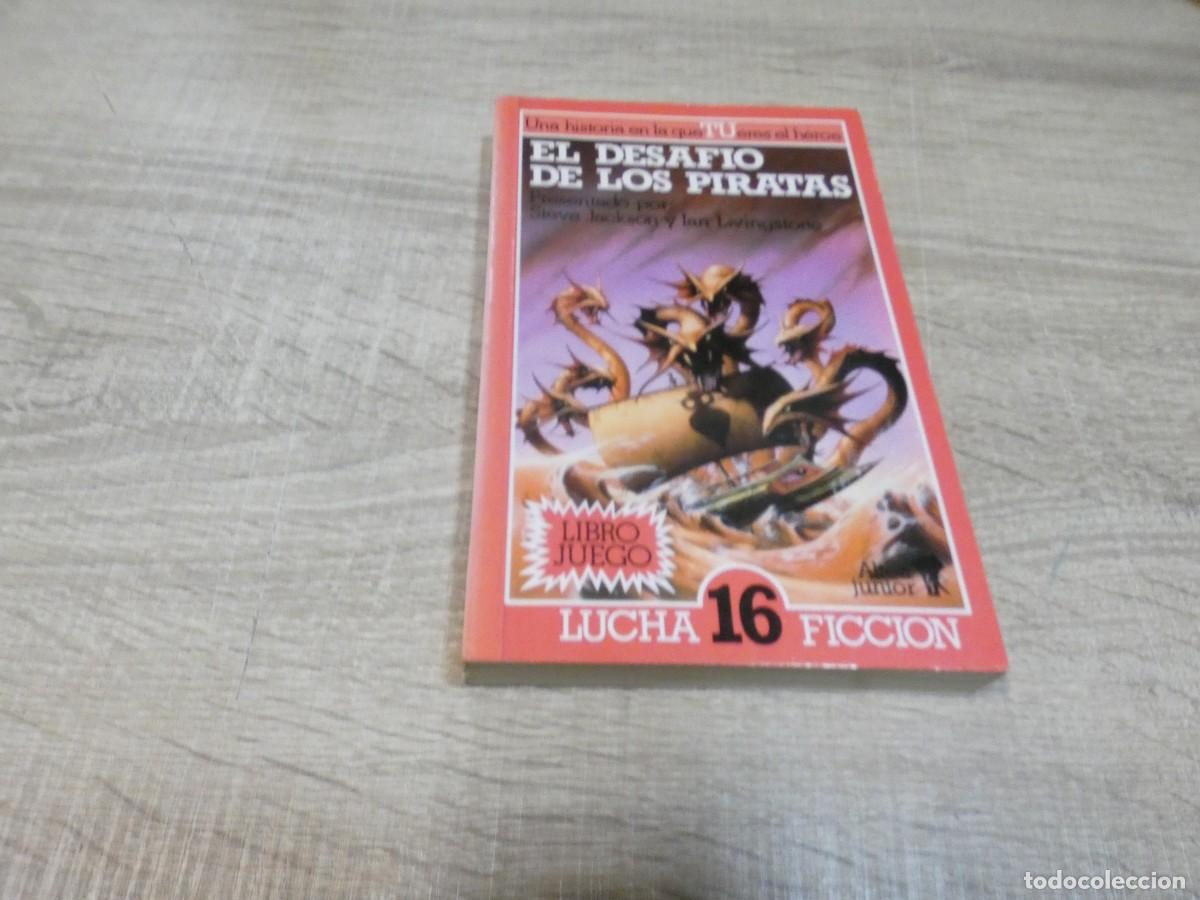 Una historia en la que TU eres el héroe
EL DESAFIO
DE LOS PIRATAS
Presentado por
Steve Jackson y Ian Livingstone
LIBRO
JUEGO
junior
LUCHA 16 FICCION
todocoleccion